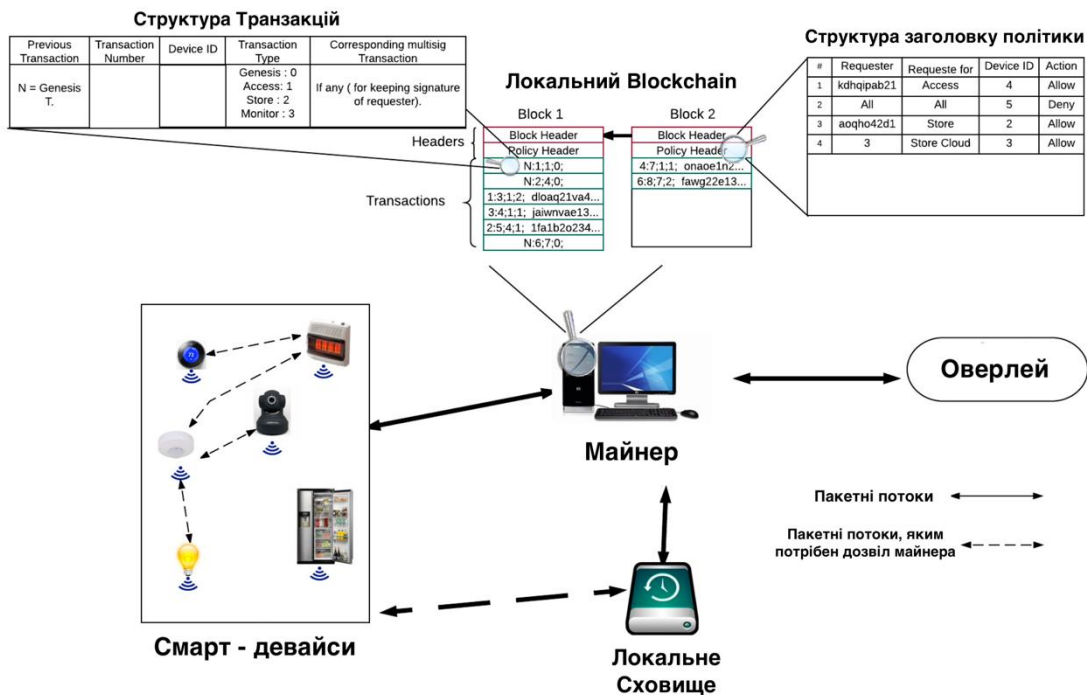 Структура Транзакцій
Previous Transaction
Transaction Number
Device ID
Transaction Type
Corresponding multisig Transaction
N = Genesis T.
Genesis : 0
Access: 1
Store : 2
Monitor : 3
If any ( for keeping signature of requester).
Структура заголовку політики
# Requester Requeste for Device ID Action
1 kdhqipab21 Access 4 Allow
2 All All 5 Deny
3 aoqho42d1 Store 2 Allow
4 3 Store Cloud 3 Allow
Локальний Blockchain
Block 1
Block 2
Headers
Block Header
Policy Header
Block Header
Policy Header
Transactions
N:1;1;0;
N:2;4;0;
1:3;1;2; dloaq21va4...
3:4;1;1; jaiwnvae13...
2:5;4;1; 1fa1b2o234...
N:6;7;0;
4:7;1;1; onaoe1n2...
6:8;7;2; fawg22e13...
Майнер
Оверлей
Пакетні потоки
Пакетні потоки, яким
потрібен дозвіл майнера
Смарт - девайси
Локальне
Сховище